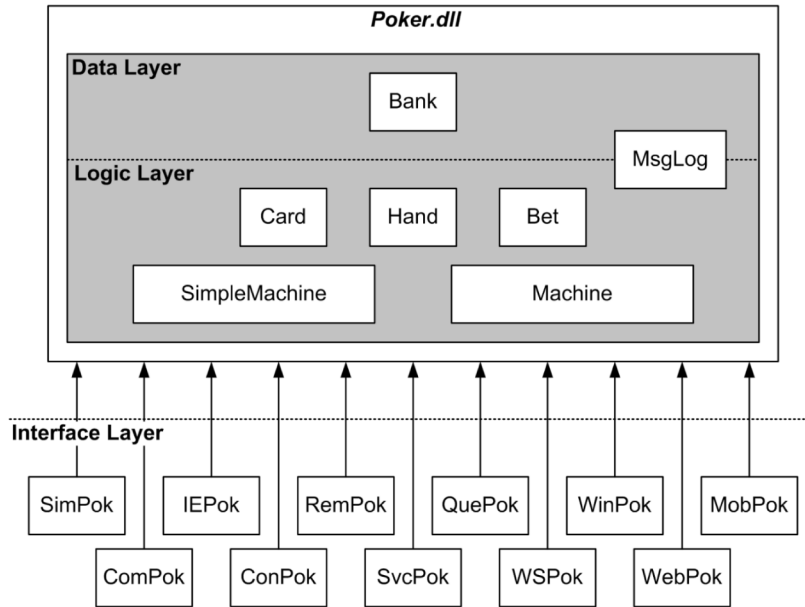 Poker.dll
Data Layer
Bank
MsgLog
Logic Layer
Card Hand Bet
SimpleMachine Machine
Interface Layer
SimPok IEPok RemPok QuePok WinPok MobPok
ComPok ConPok SvcPok WSPok WebPok